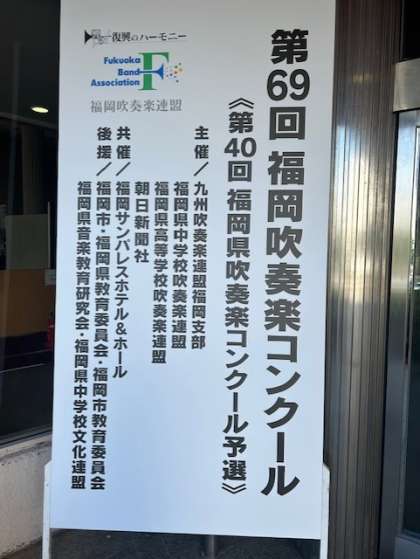 第69回 福岡吹奏楽コンクール
《第40回 福岡県吹奏楽コンクール予選》
主催/九州吹奏楽連盟福岡支部
福岡県中学校吹奏楽連盟
福岡県高等学校吹奏楽連盟
朝日新聞社
共催/福岡サンパレスホテル&ホール
後援/福岡市・福岡県教育委員会・福岡市教育委員会
福岡県音楽教育研究会・福岡県中学校文化連盟
復興のハーモニー
Fukuoka
Band
Association
F
福岡吹奏楽連盟